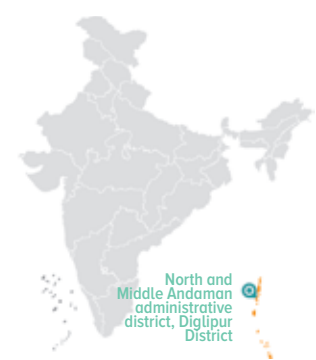 North and
Middle Andaman
administrative
district, Diglipur
District